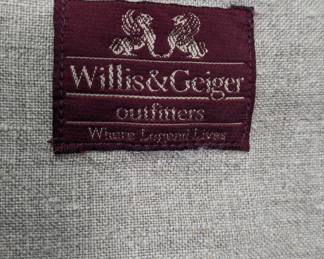 Willis&Geiger
outfitters
Where Legend Lives